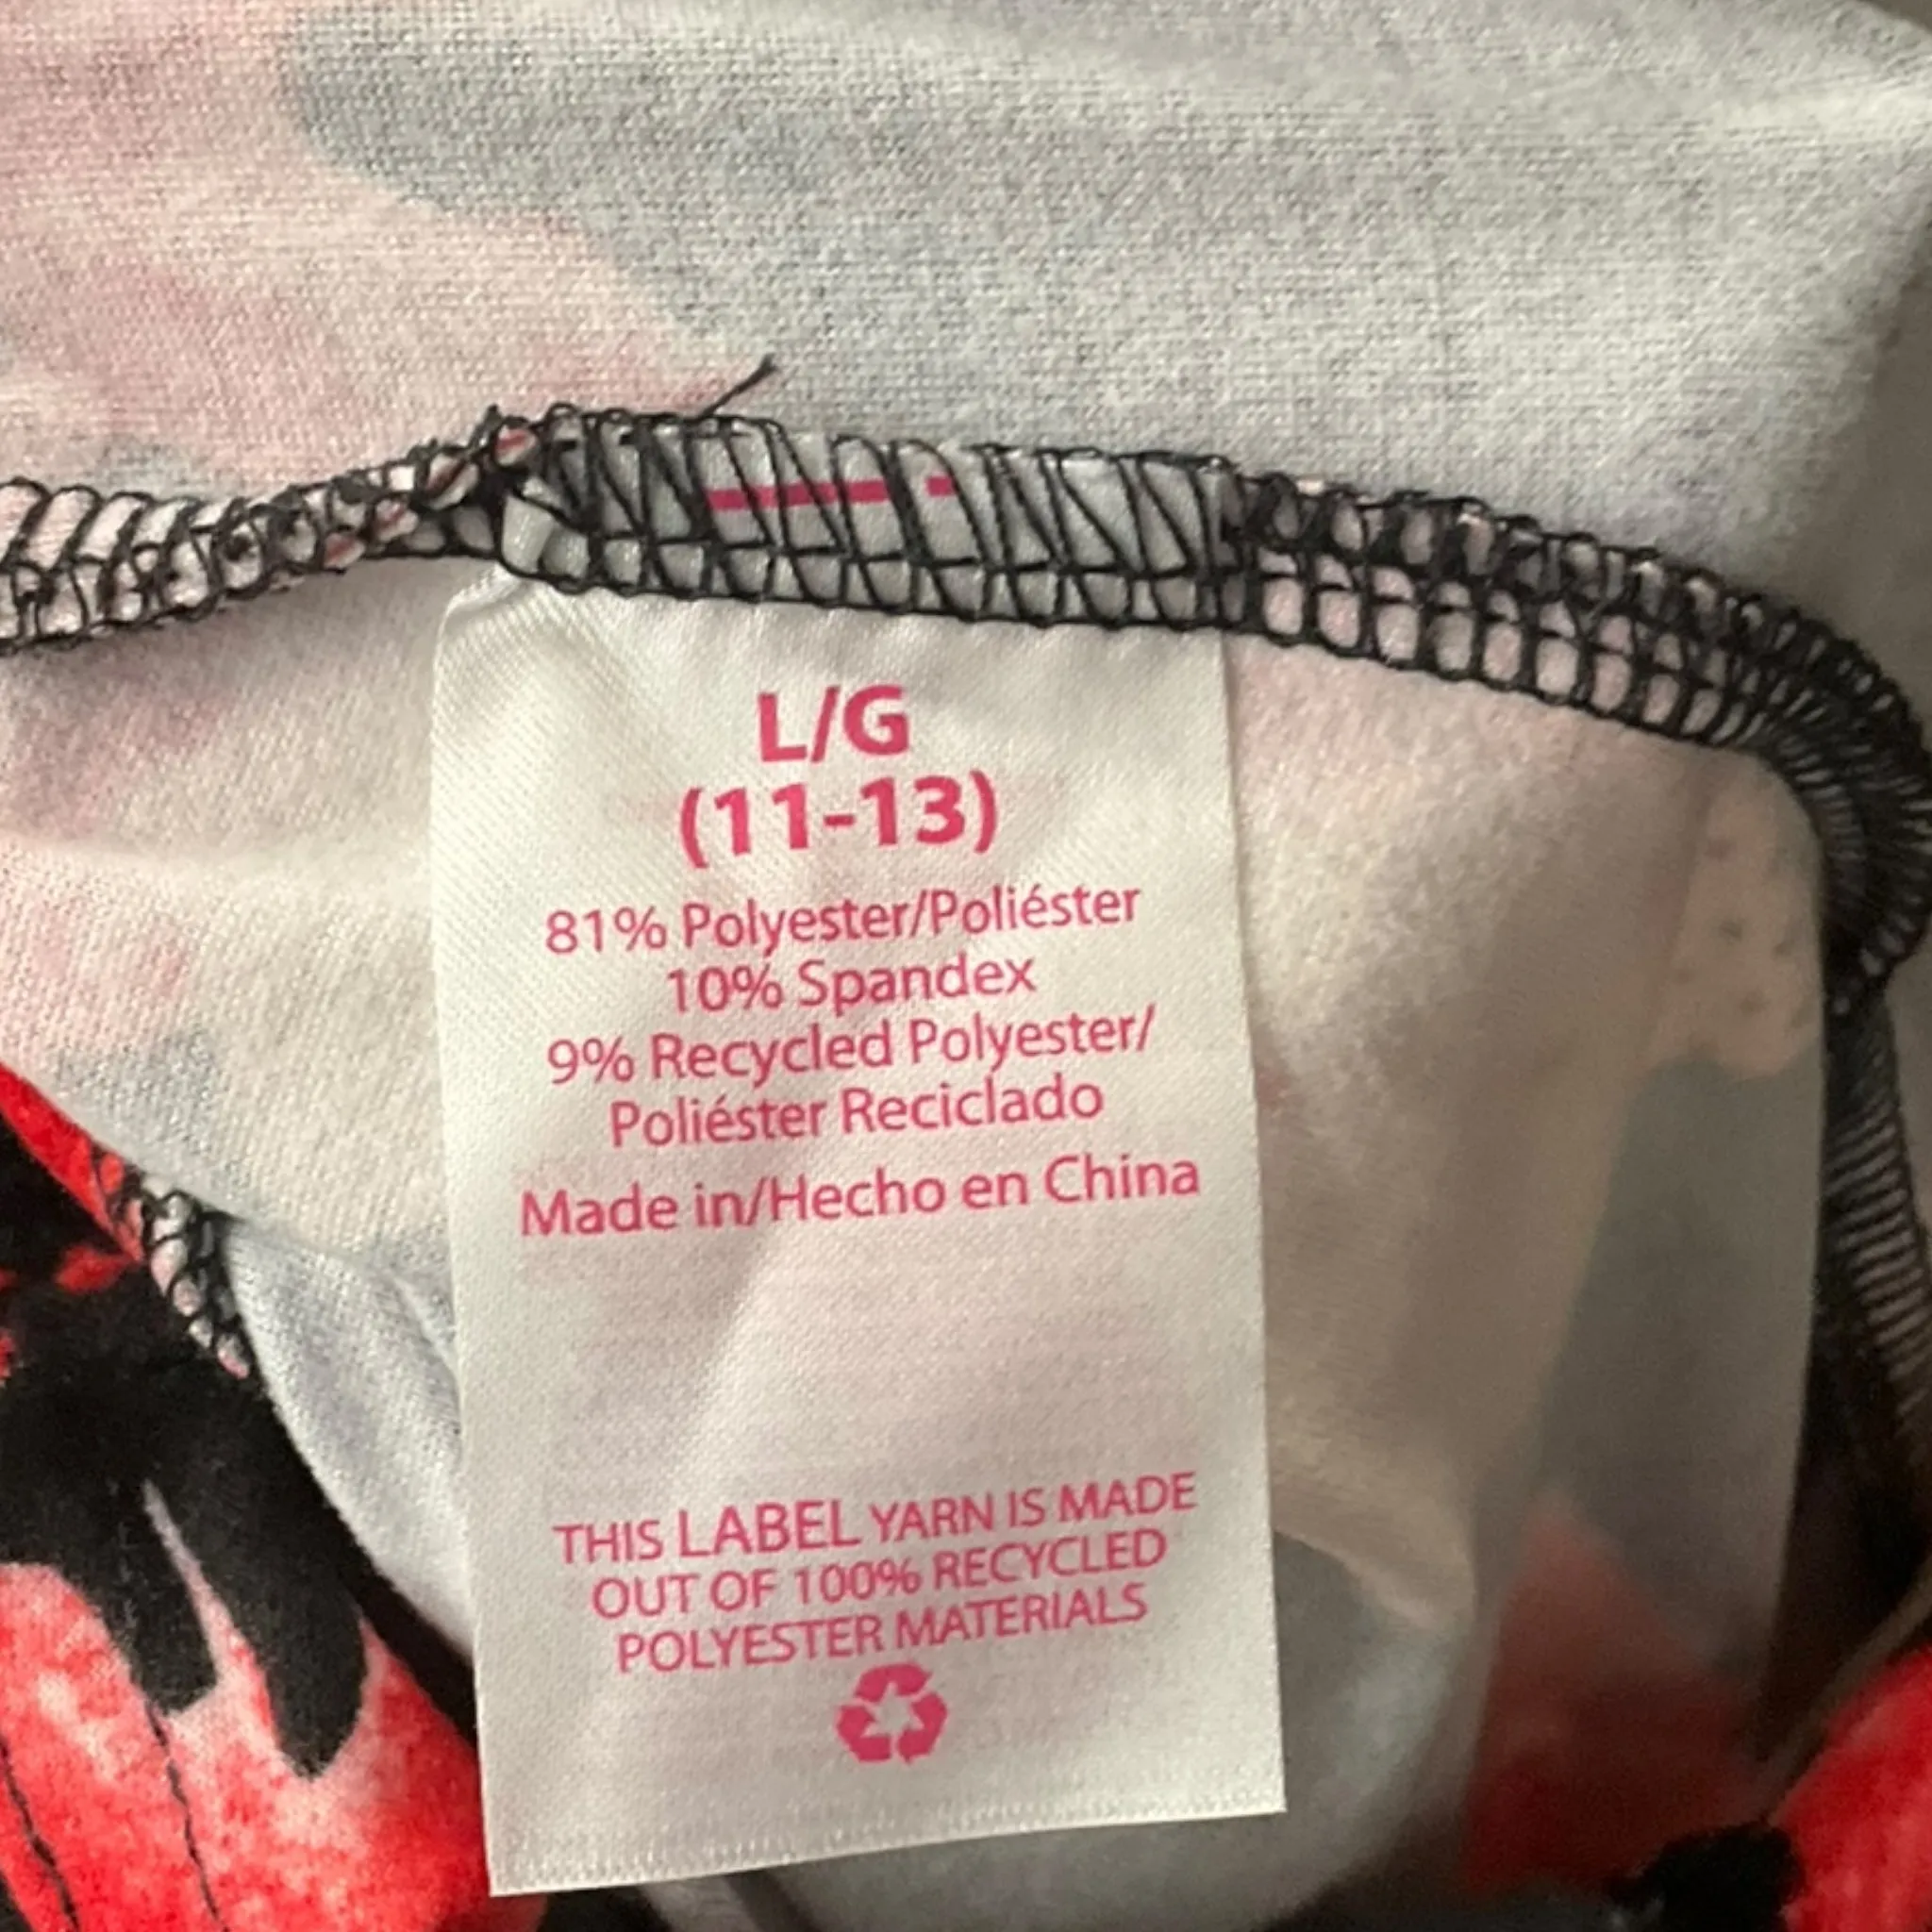 L/G
(11-13)
81% Polyester/Poliéster
10% Spandex
9% Recycled Polyester/
Poliéster Reciclado
Made in/Hecho en China
THIS LABEL YARN IS MADE
OUT OF 100% RECYCLED
POLYESTER MATERIALS